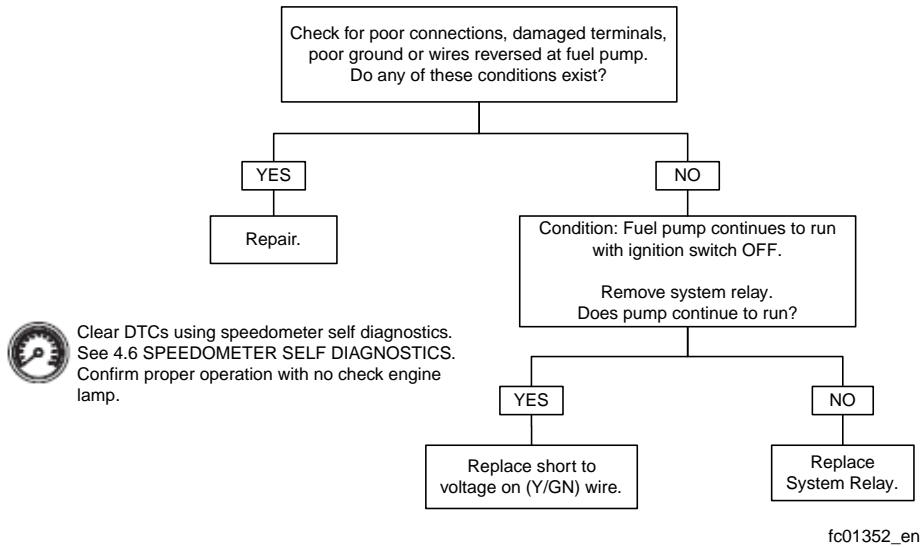 Check for poor connections, damaged terminals,
poor ground or wires reversed at fuel pump.
Do any of these conditions exist?
YES
NO
Repair.
Condition: Fuel pump continues to run
with ignition switch OFF.
Remove system relay.
Does pump continue to run?
Clear DTCs using speedometer self diagnostics.
See 4.6 SPEEDOMETER SELF DIAGNOSTICS.
Confirm proper operation with no check engine
lamp.
YES
NO
Replace short to
voltage on (Y/GN) wire.
Replace
System Relay.
fc01352_en